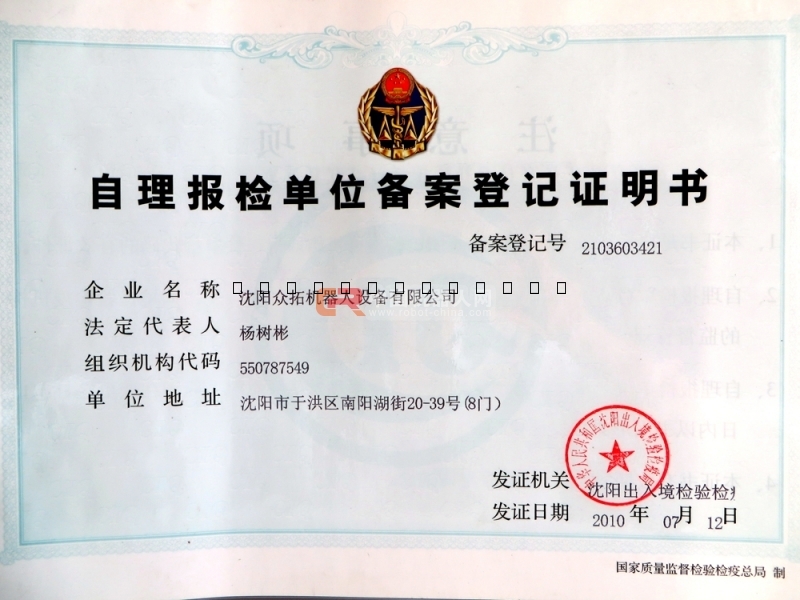 自理报检单位备案登记证明书
备案登记号 2103603421
企业名称 沈阳众拓机器人设备有限公司
法定代表人 杨树彬
组织机构代码 550787549
单位地址 沈阳市于洪区南阳湖街20-39号(8门)
发证机关 沈阳出入境检验检
发证日期 2010 年 07月 12日
国家质量监督检验检疫总局 制